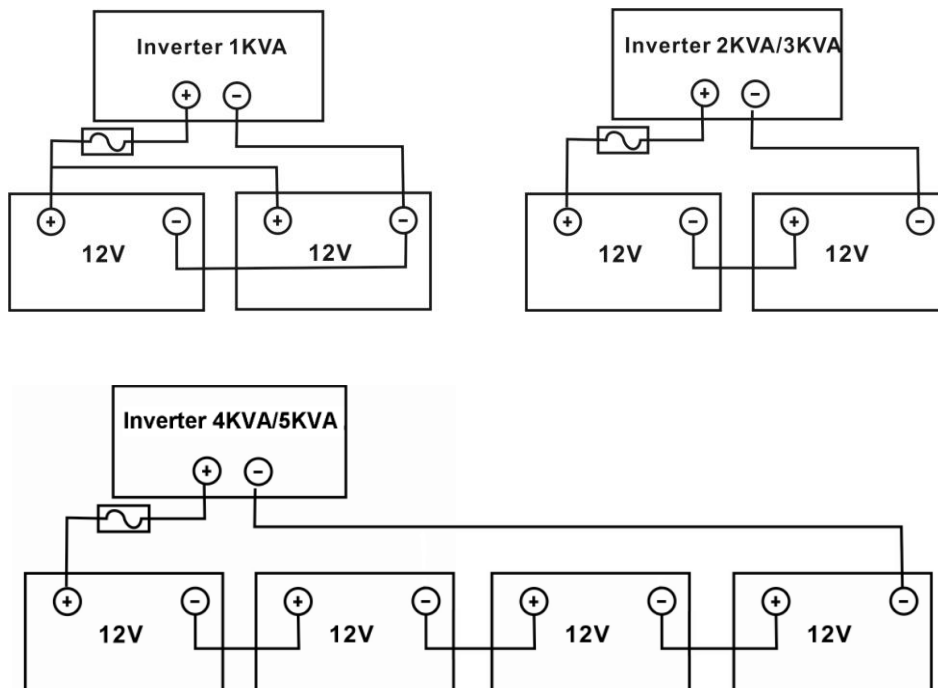 Inverter 1KVA
+ −
+ − + −
12V 12V
Inverter 2KVA/3KVA
+ −
+ − + −
12V 12V
Inverter 4KVA/5KVA
+ −
+ − + − + − + −
12V 12V 12V 12V